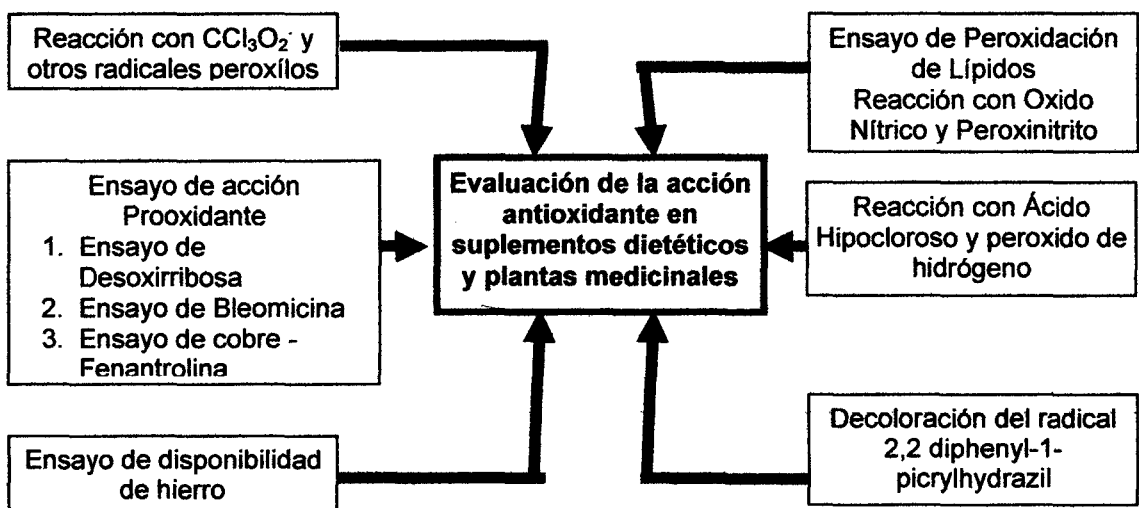 Reacción con CCl₃O₂· y
otros radicales peroxílos
Ensayo de Peroxidación
de Lípidos
Reacción con Oxido
Nítrico y Peroxinitrito
Ensayo de acción
Prooxidante
1. Ensayo de
Desoxirribosa
2. Ensayo de Bleomicina
3. Ensayo de cobre -
Fenantrolina
Evaluación de la acción
antioxidante en
suplementos dietéticos
y plantas medicinales
Reacción con Ácido
Hipocloroso y peroxido de
hidrógeno
Ensayo de disponibilidad
de hierro
Decoloración del radical
2,2 diphenyl-1-
picrylhydrazil